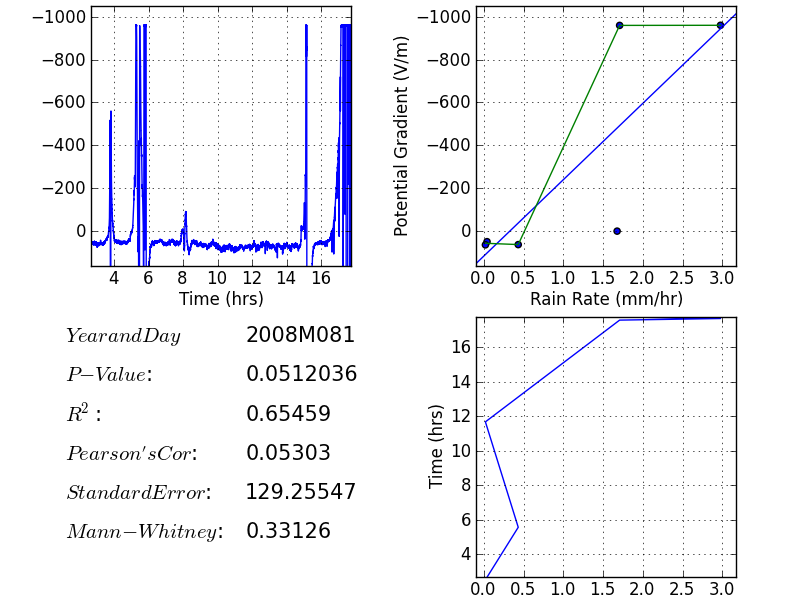 −1000
−800
−600
−400
−200
0
4 6 8 10 12 14 16
Time (hrs)
Potential Gradient (V/m)
−1000
−800
−600
−400
−200
0
0.0 0.5 1.0 1.5 2.0 2.5 3.0
Rain Rate (mm/hr)
YearandDay 2008M081
P−Value: 0.0512036
R²: 0.65459
Pearson'sCor: 0.05303
StandardError: 129.25547
Mann−Whitney: 0.33126
Time (hrs)
16
14
12
10
8
6
4
0.0 0.5 1.0 1.5 2.0 2.5 3.0